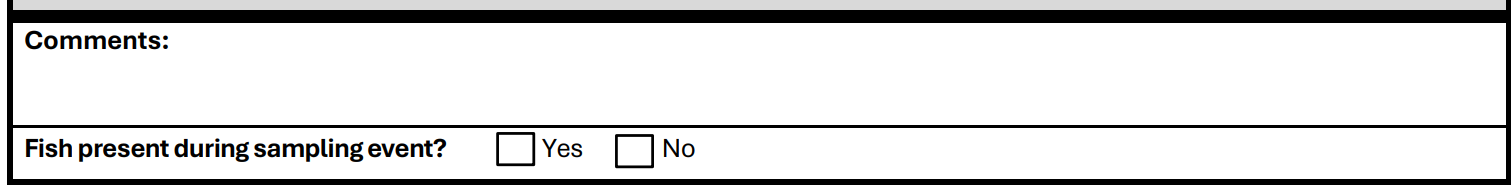 Comments:
Fish present during sampling event? Yes No